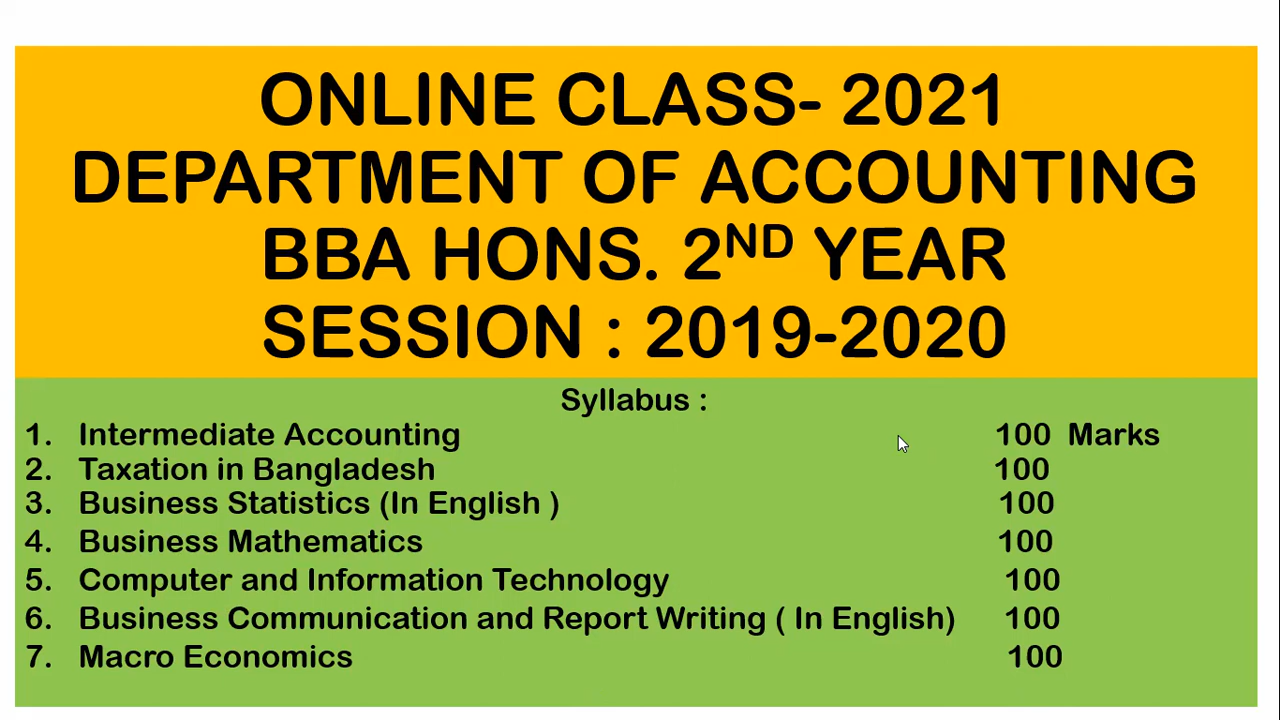 ONLINE CLASS- 2021
DEPARTMENT OF ACCOUNTING
BBA HONS. 2ND YEAR
SESSION : 2019-2020
Syllabus :
1. Intermediate Accounting 100 Marks
2. Taxation in Bangladesh 100
3. Business Statistics (In English ) 100
4. Business Mathematics 100
5. Computer and Information Technology 100
6. Business Communication and Report Writing ( In English) 100
7. Macro Economics 100